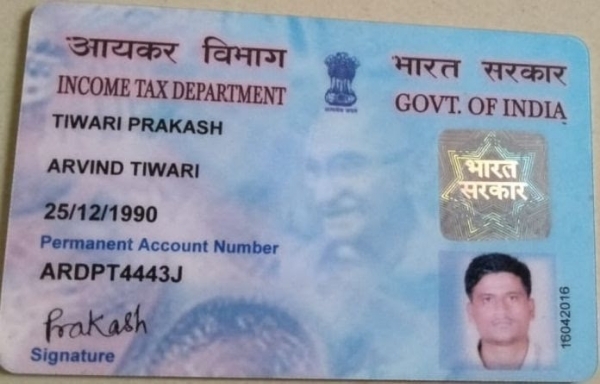 आयकर विभाग
भारत सरकार
INCOME TAX DEPARTMENT
GOVT. OF INDIA
TIWARI PRAKASH
ARVIND TIWARI
25/12/1990
Permanent Account Number
ARDPT4443J
Prakash
Signature
भारत
सरकार
16042016